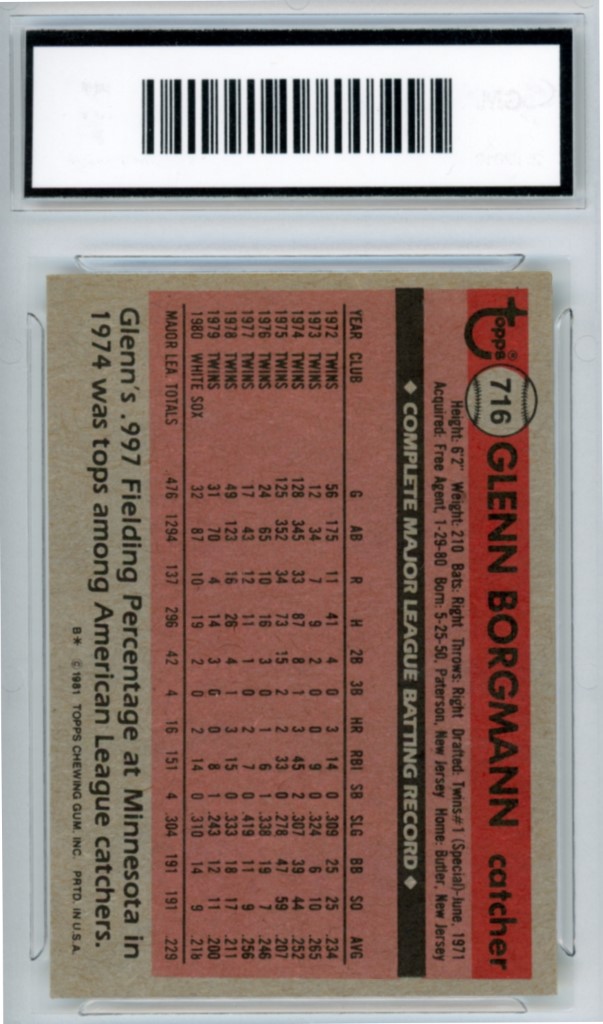 topps®
716 GLENN BORGMANN catcher
Height: 6'2" Weight: 210 Bats: Right Throws: Right Drafted: Twins #1 (Special)-June, 1971
Acquired: Free Agent, 1-29-80 Born: 5-25-50, Paterson, New Jersey Home: Butler, New Jersey
◆ COMPLETE MAJOR LEAGUE BATTING RECORD ◆
YEAR CLUB G AB R H 2B 3B HR RBI SB SLG BB SO AVG
1972 TWINS 56 175 11 41 4 0 3 14 0 .309 25 25 .234
1973 TWINS 12 34 7 9 2 0 0 9 0 .324 6 10 .265
1974 TWINS 128 345 33 87 8 1 3 45 2 .307 39 44 .252
1975 TWINS 125 352 34 73 15 2 2 33 0 .278 47 59 .207
1976 TWINS 24 65 10 16 3 0 1 6 1 .338 19 7 .246
1977 TWINS 17 43 12 11 1 0 2 7 0 .419 11 9 .256
1978 TWINS 49 123 16 26 4 1 3 15 0 .333 18 17 .211
1979 TWINS 31 70 4 14 3 0 0 8 1 .243 12 11 .200
1980 WHITE SOX 32 87 10 19 2 0 2 14 0 .310 14 9 .218
MAJOR LEA. TOTALS 476 1294 137 296 42 4 16 151 4 .304 191 191 .229
Glenn's .997 Fielding Percentage at Minnesota in
1974 was tops among American League catchers.
B* © 1981 TOPPS CHEWING GUM, INC. PRTD. IN U.S.A.